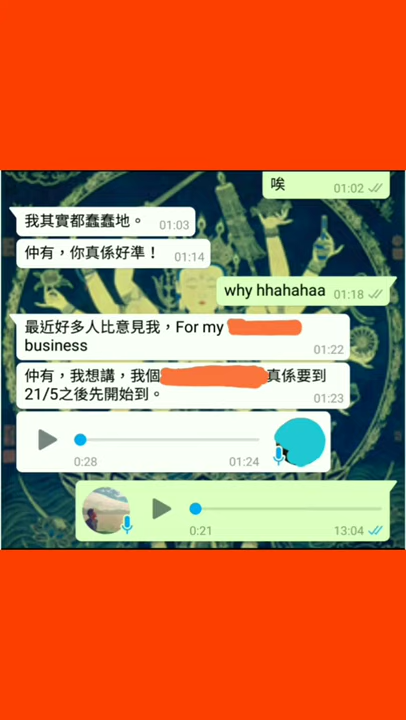 唉
01:02
我其實都蠢蠢地。
01:03
仲有，你真係好準！
01:14
why hhahahaa
01:18
最近好多人比意見我，For my
business
01:22
仲有，我想講，我個 真係要到
21/5之後先開始到。
01:23
0:28
01:24
0:21
13:04